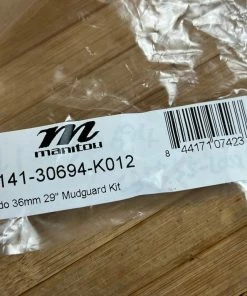 manitou
141-30694-K012
do 36mm 29" Mudguard Kit
8 44171 07423